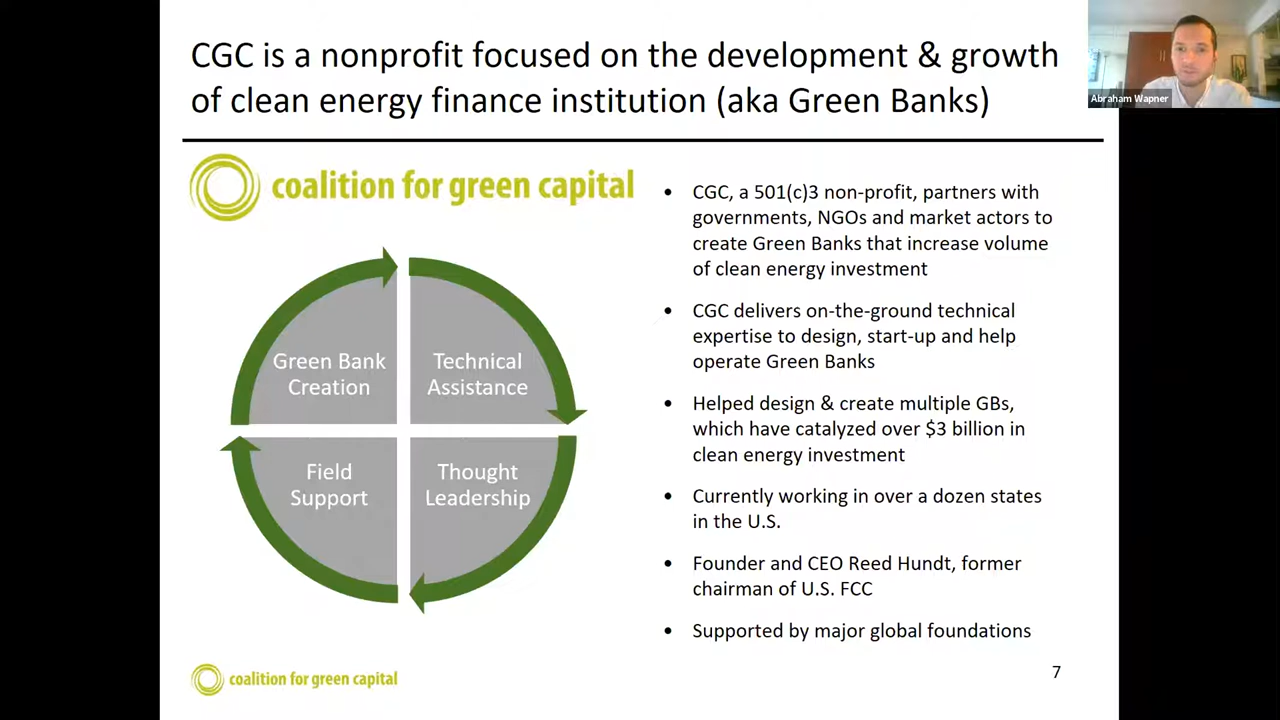 CGC is a nonprofit focused on the development & growth
of clean energy finance institution (aka Green Banks)
Abraham Wapner
coalition for green capital
Green Bank
Creation
Technical
Assistance
Field
Support
Thought
Leadership
• CGC, a 501(c)3 non-profit, partners with
governments, NGOs and market actors to
create Green Banks that increase volume
of clean energy investment
• CGC delivers on-the-ground technical
expertise to design, start-up and help
operate Green Banks
• Helped design & create multiple GBs,
which have catalyzed over $3 billion in
clean energy investment
• Currently working in over a dozen states
in the U.S.
• Founder and CEO Reed Hundt, former
chairman of U.S. FCC
• Supported by major global foundations
coalition for green capital
7